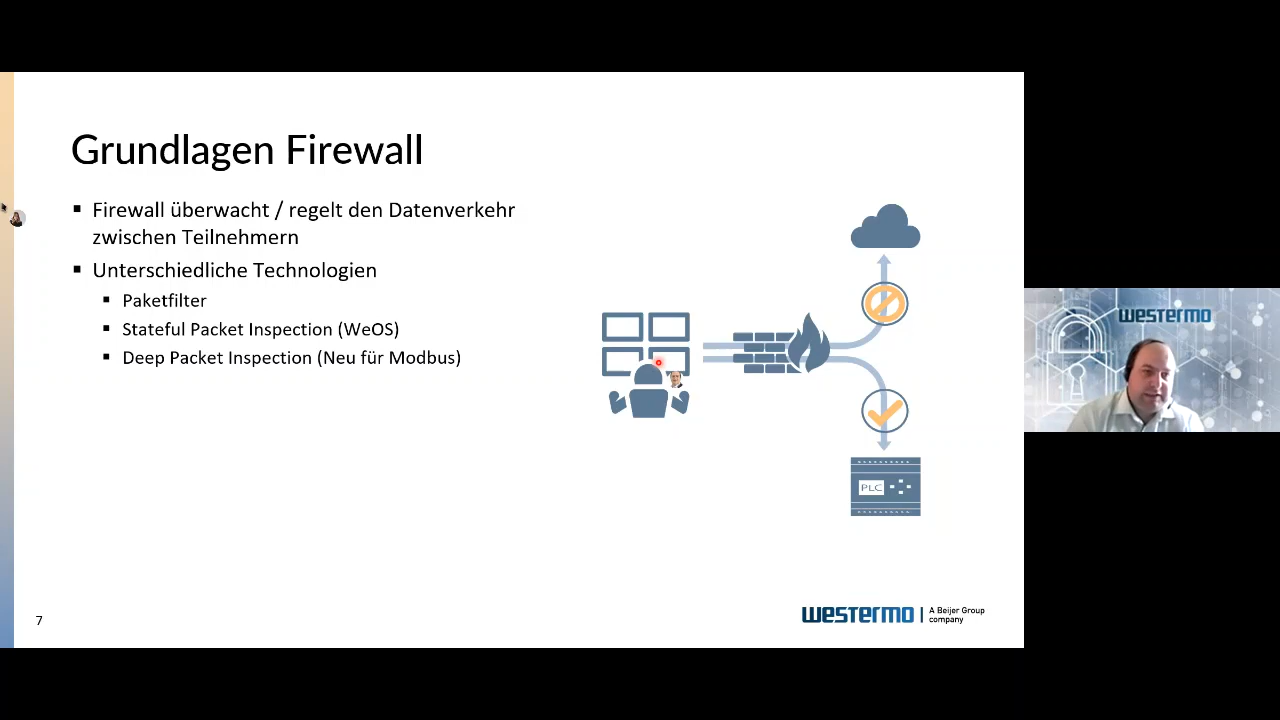 Grundlagen Firewall
▪ Firewall überwacht / regelt den Datenverkehr
zwischen Teilnehmern
▪ Unterschiedliche Technologien
▪ Paketfilter
▪ Stateful Packet Inspection (WeOS)
▪ Deep Packet Inspection (Neu für Modbus)
PLC
westermo
7
westermo | A Beijer Group
company